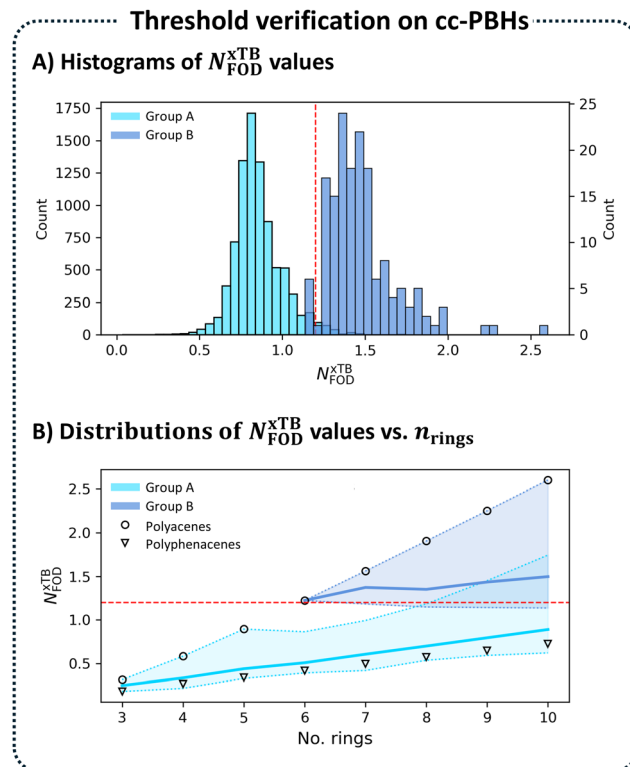 Threshold verification on cc-PBHs
A) Histograms of N_FOD^xTB values
Group A
Group B
1750
1500
1250
1000
750
500
250
0
Count
25
20
15
10
5
0
Count
0.0 0.5 1.0 1.5 2.0 2.5
N_FOD^xTB
B) Distributions of N_FOD^xTB values vs. n_rings
Group A
Group B
Polyacenes
Polyphenacenes
2.5
2.0
1.5
1.0
0.5
N_FOD^xTB
3 4 5 6 7 8 9 10
No. rings